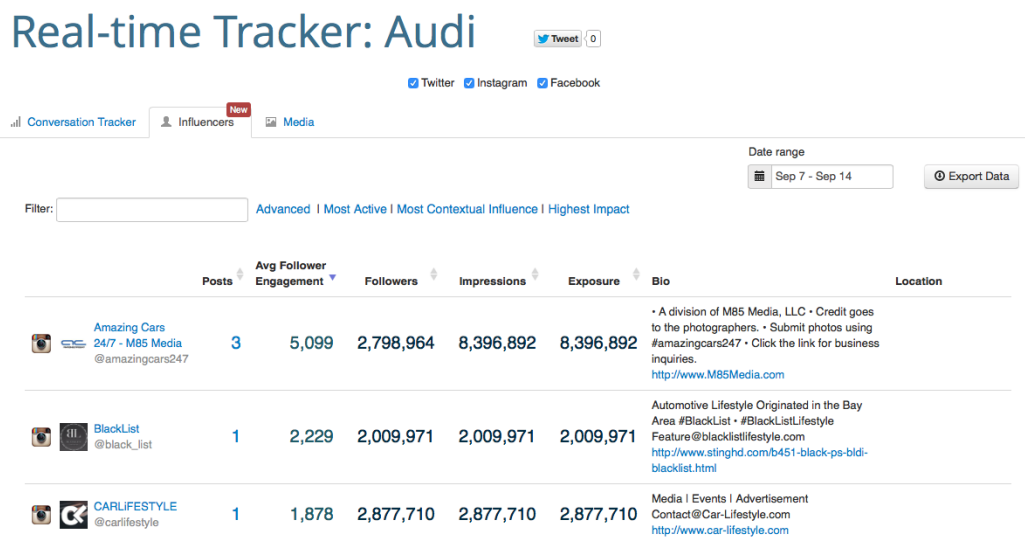 Real-time Tracker: Audi
Tweet 0
Twitter Instagram Facebook
Conversation Tracker Influencers New Media
Date range
Sep 7 - Sep 14 Export Data
Filter: Advanced | Most Active | Most Contextual Influence | Highest Impact
Posts Avg Follower Engagement Followers Impressions Exposure Bio Location
Amazing Cars
24/7 - M85 Media
@amazingcars247
3 5,099 2,798,964 8,396,892 8,396,892
• A division of M85 Media, LLC • Credit goes
to the photographers. • Submit photos using
#amazingcars247 • Click the link for business
inquiries.
http://www.M85Media.com
BlackList
@black_list
1 2,229 2,009,971 2,009,971 2,009,971
Automotive Lifestyle Originated in the Bay
Area #BlackList • #BlackListLifestyle
Feature@blacklistlifestyle.com
http://www.stinghd.com/b451-black-ps-bldi-
blacklist.html
CARLiFESTYLE
@carlifestyle
1 1,878 2,877,710 2,877,710 2,877,710
Media | Events | Advertisement
Contact@Car-Lifestyle.com
http://www.car-lifestyle.com